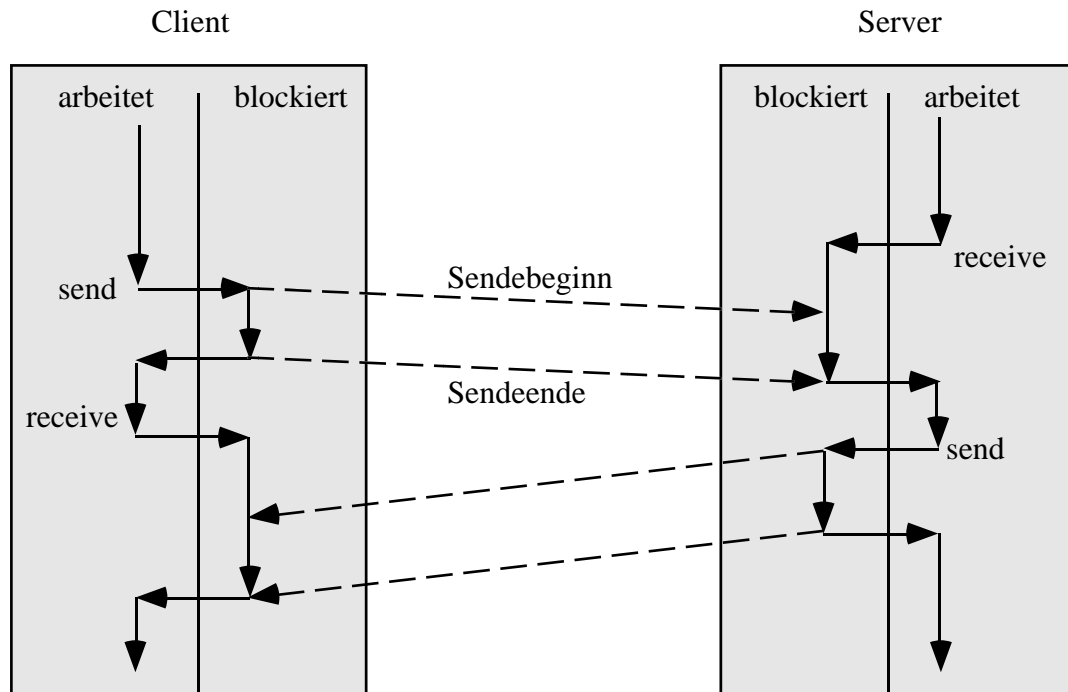 Client
Server
arbeitet
blockiert
blockiert
arbeitet
receive
send
Sendebeginn
Sendeende
receive
send